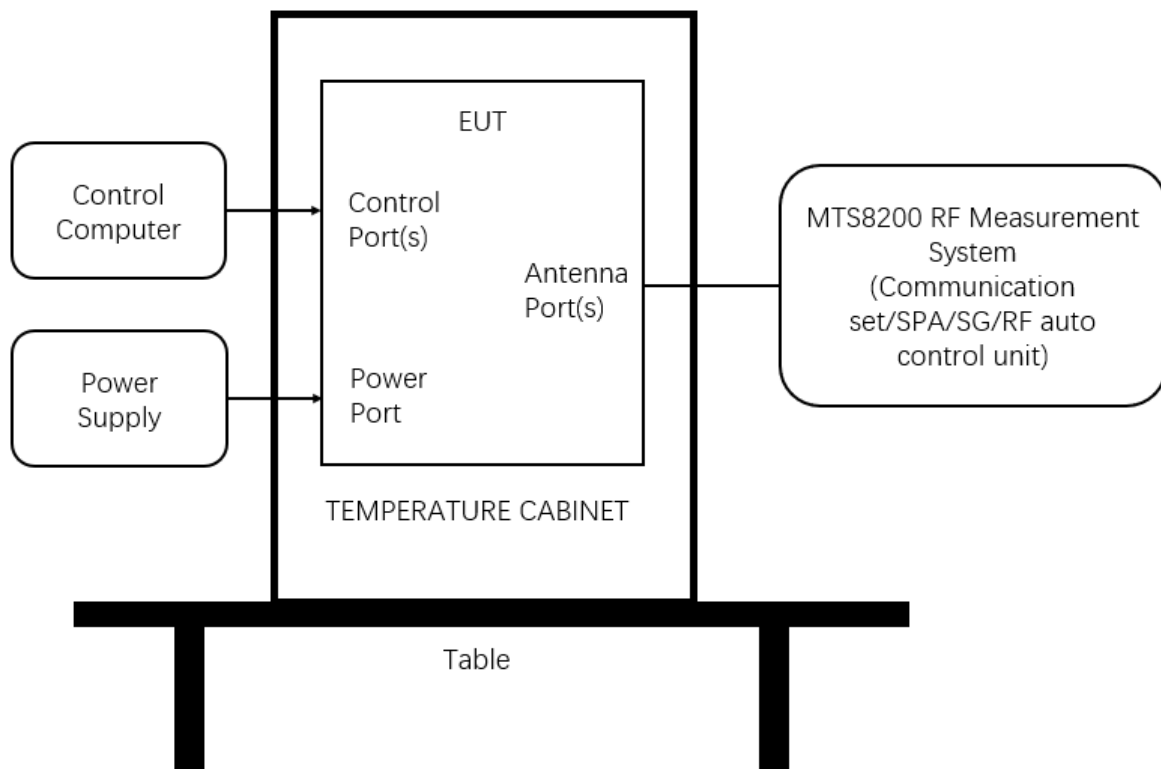 EUT
Control
Computer
Control
Port(s)
Antenna
Port(s)
MTS8200 RF Measurement
System
(Communication
set/SPA/SG/RF auto
control unit)
Power
Supply
Power
Port
TEMPERATURE CABINET
Table